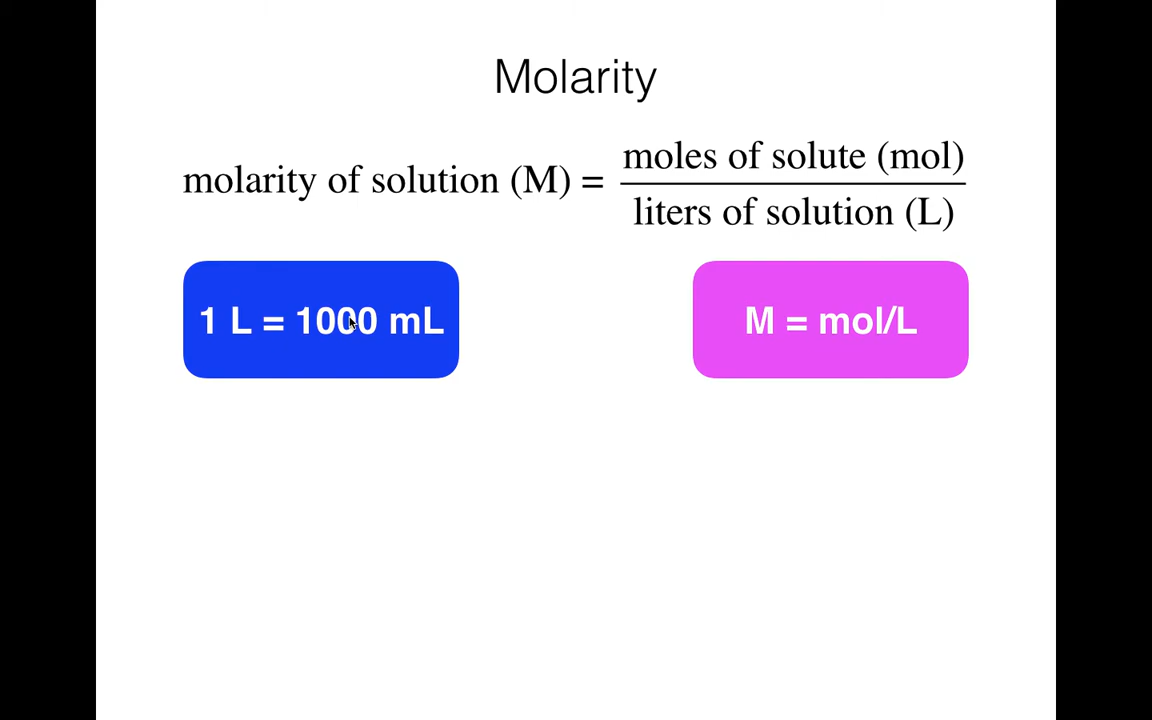 Molarity
molarity of solution (M) = moles of solute (mol) / liters of solution (L)
1 L = 1000 mL
M = mol/L